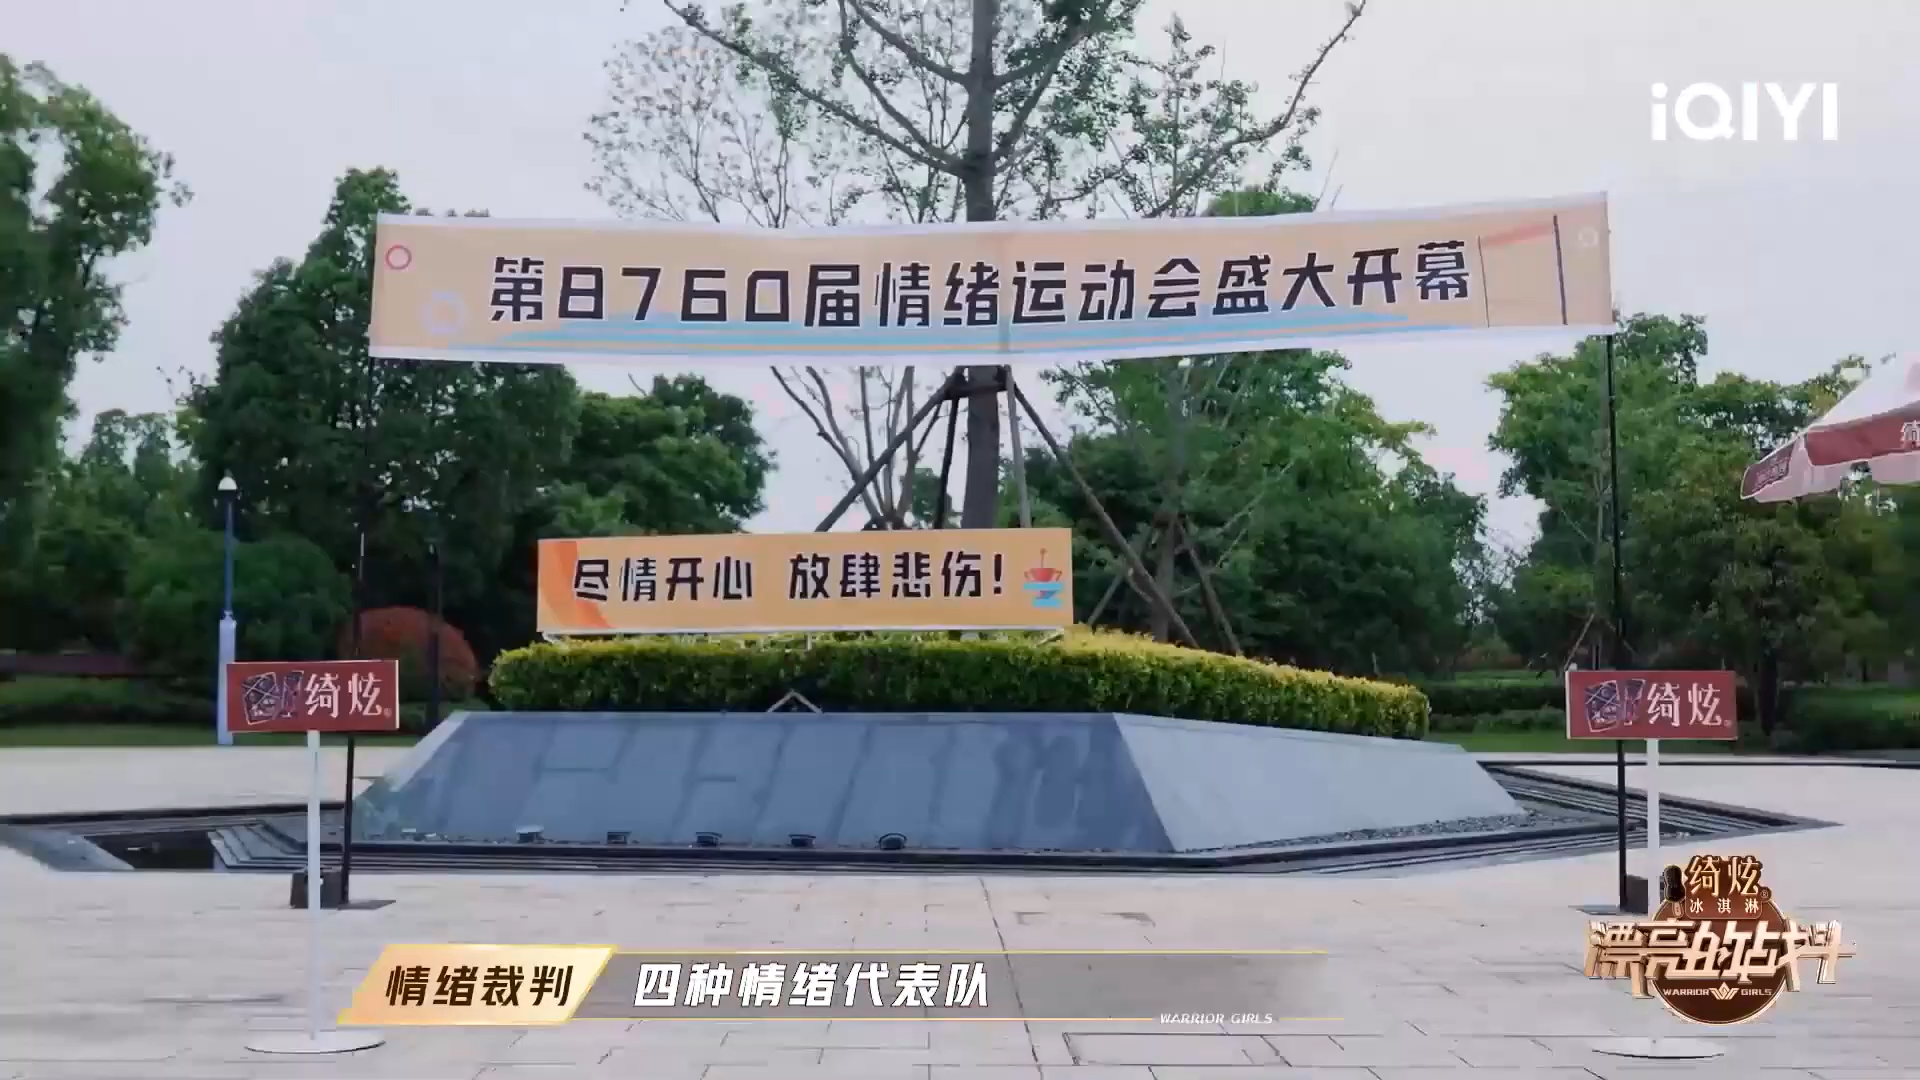 iQIYI
第8760届情绪运动会盛大开幕
尽情开心 放肆悲伤!
绮炫
绮炫
绮炫
冰淇淋
漂亮的战斗
WARRIOR GIRLS
情绪裁判
四种情绪代表队
WARRIOR GIRLS